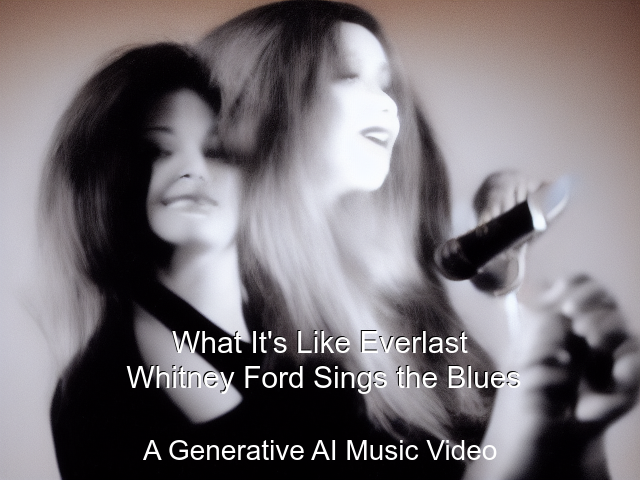 What It's Like Everlast
Whitney Ford Sings the Blues
A Generative AI Music Video